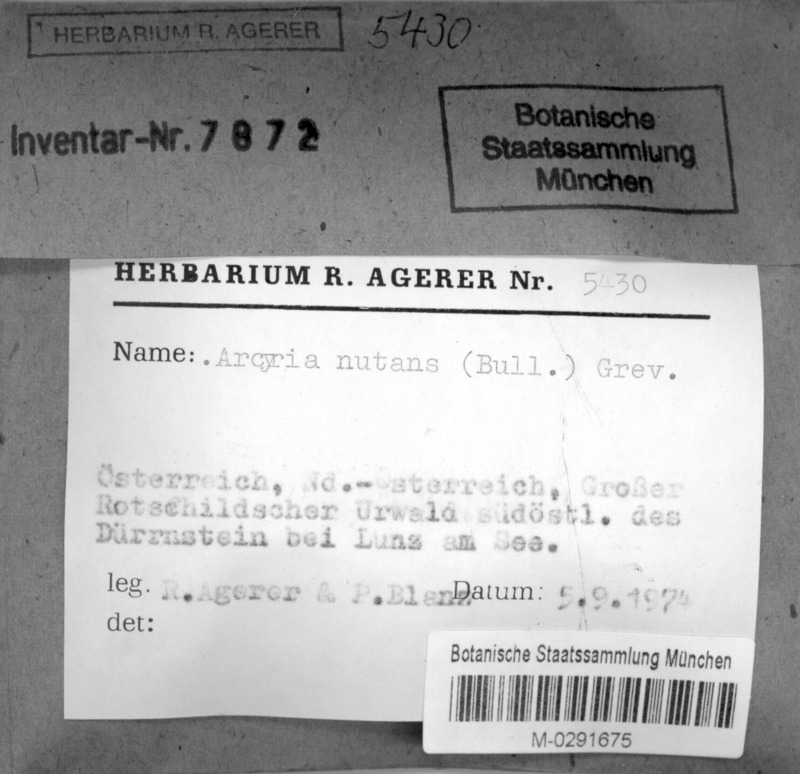 HERBARIUM R. AGERER 5430
Inventar-Nr. 7872
Botanische
Staatssammlung
München
HERBARIUM R. AGERER Nr. 5430
Name: . Arcyria nutans (Bull.) Grev.
Österreich, Nd.-Österreich, Großer
Rotschildscher Urwald südöstl. des
Dürrnstein bei Lunz am See.
leg. R.Agerer & P.Blanz Datum: 5.9.1974
det:
Botanische Staatssammlung München
M-0291675